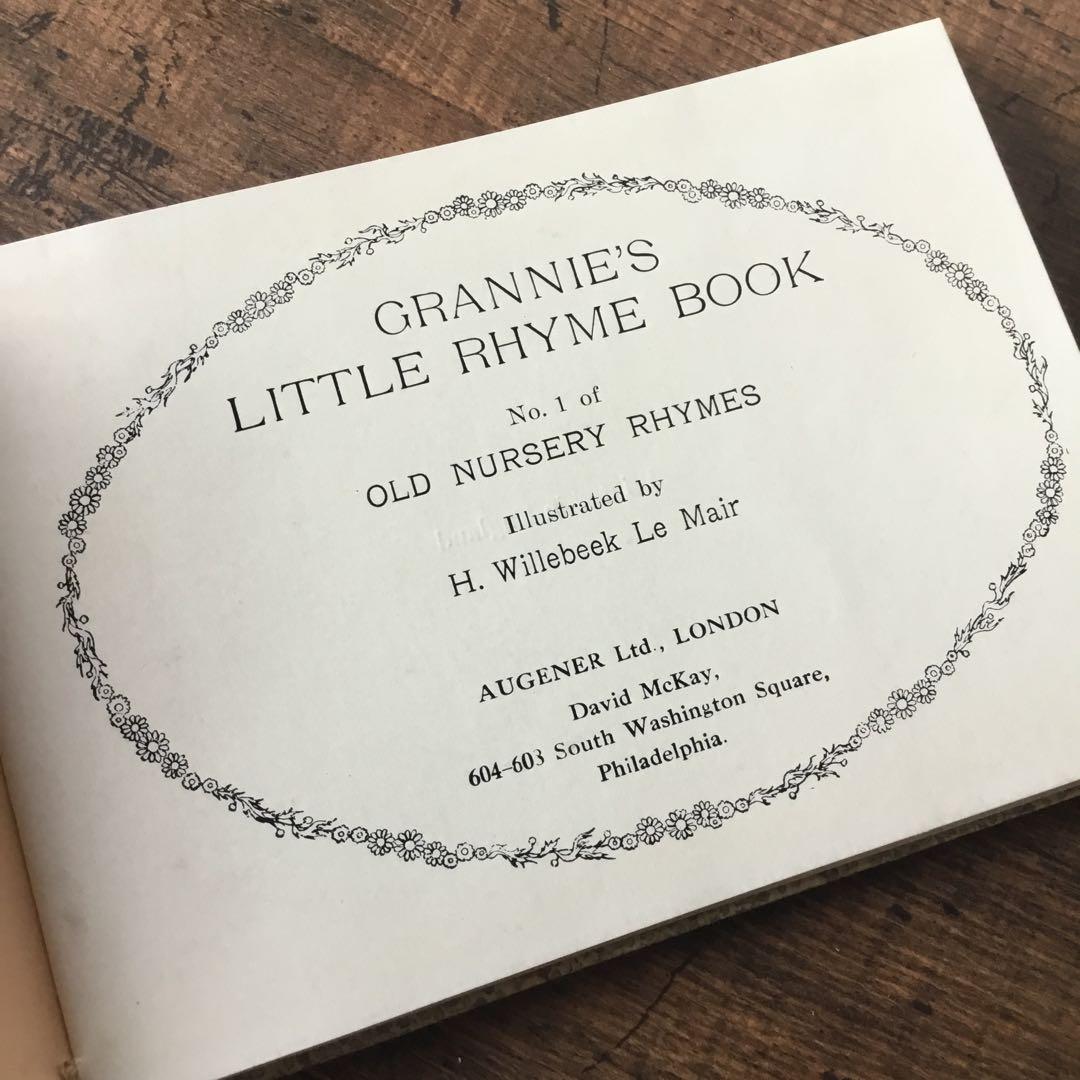 GRANNIE'S
LITTLE RHYME BOOK
No. 1 of
OLD NURSERY RHYMES
Illustrated by
H. Willebeek Le Mair
AUGENER Ltd., LONDON
David McKay,
604-603 South Washington Square,
Philadelphia.